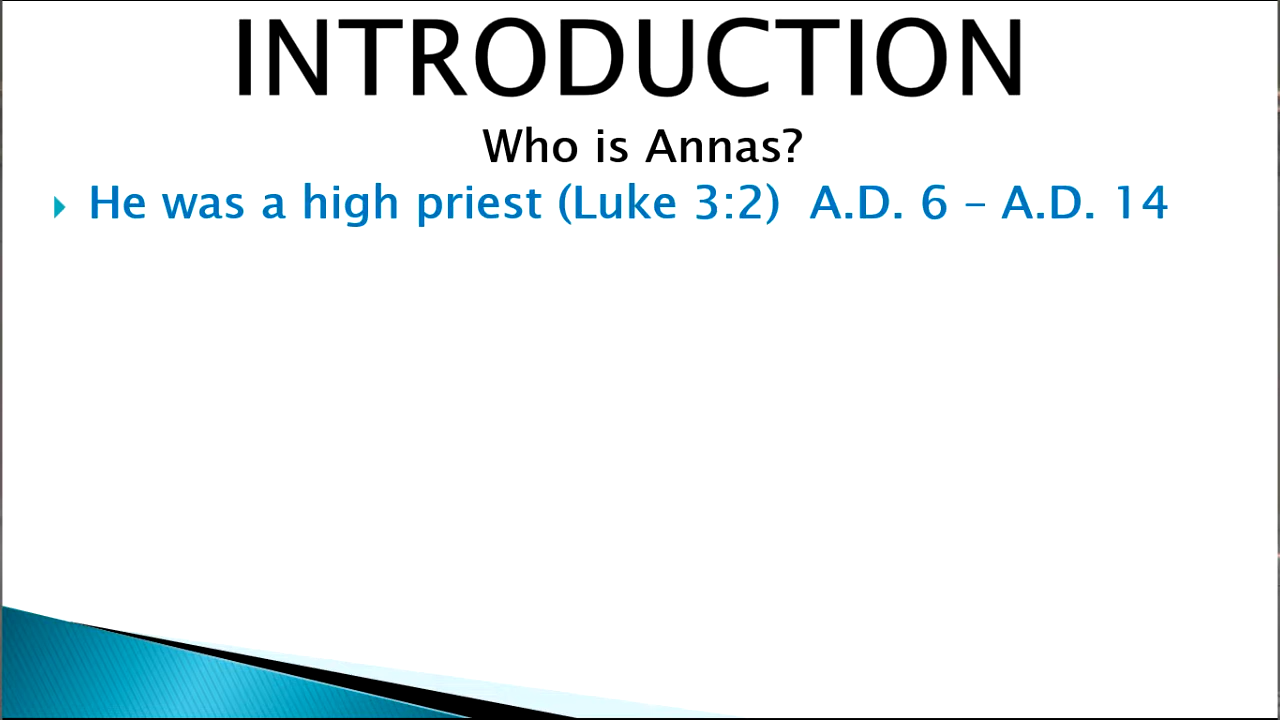 INTRODUCTION
Who is Annas?
He was a high priest (Luke 3:2) A.D. 6 – A.D. 14